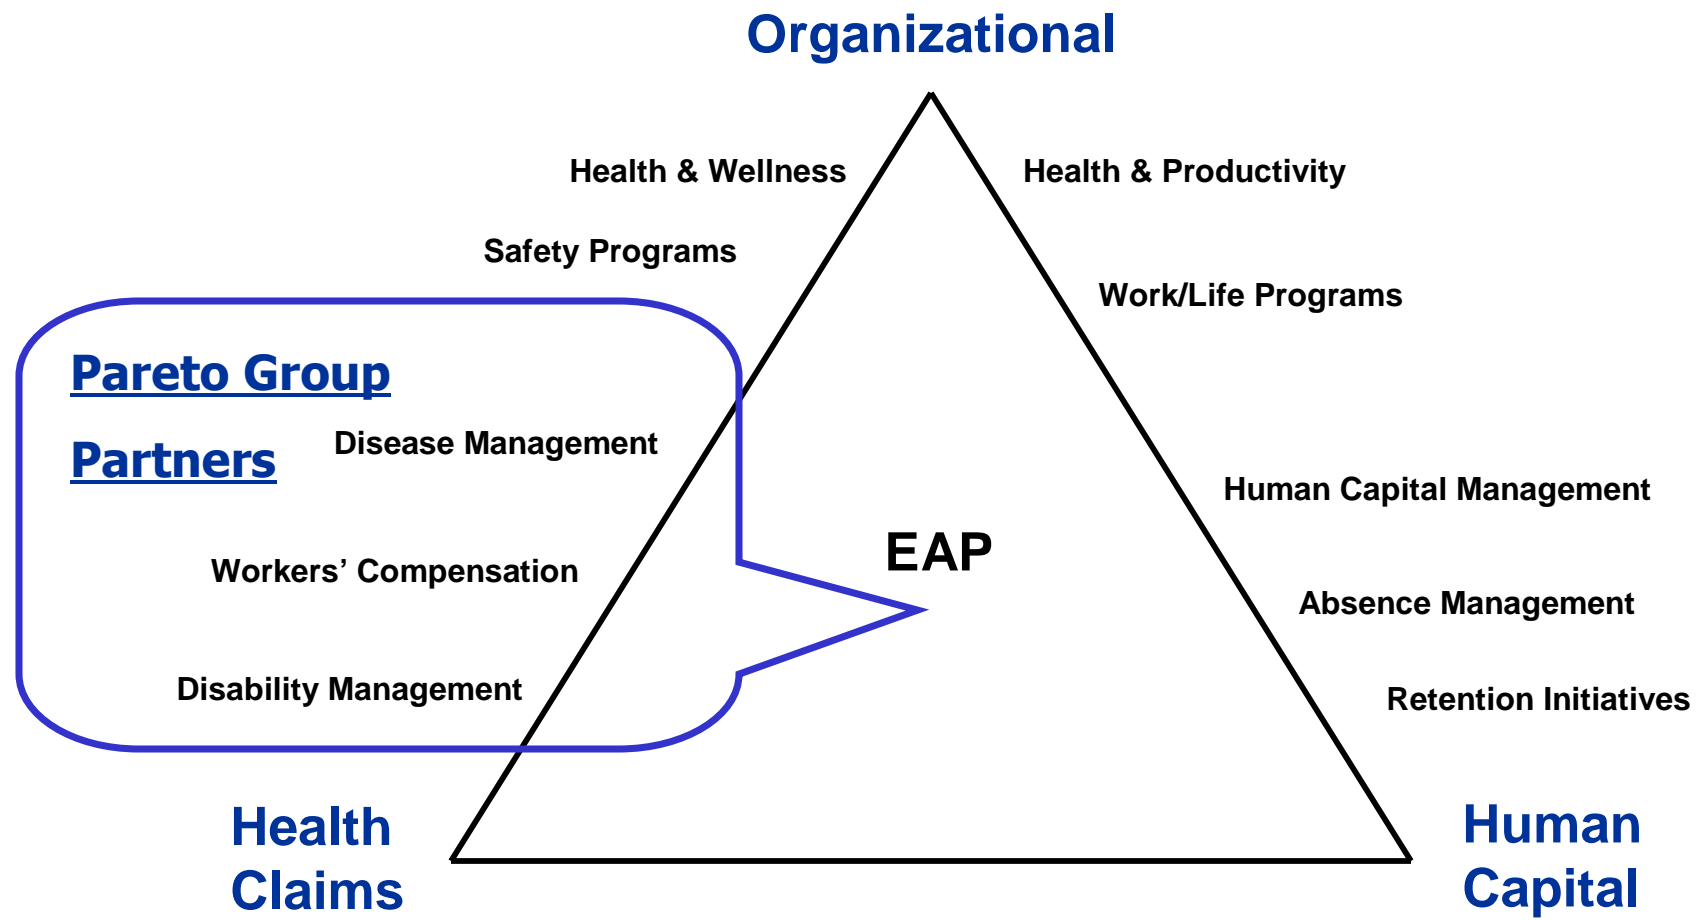 Organizational
Health & Wellness
Health & Productivity
Safety Programs
Work/Life Programs
Pareto Group
Partners
Disease Management
Human Capital Management
EAP
Workers’ Compensation
Absence Management
Disability Management
Retention Initiatives
Health
Claims
Human
Capital